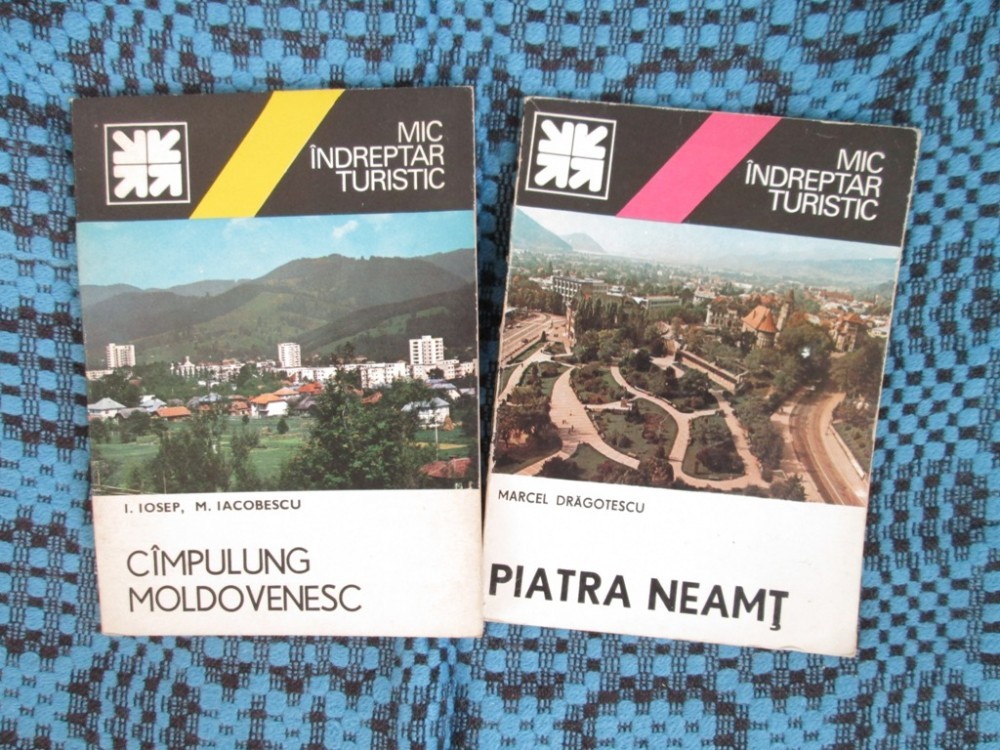 MIC
ÎNDREPTAR
TURISTIC
I. IOSEP, M. IACOBESCU
CÎMPULUNG
MOLDOVENESC
MIC
ÎNDREPTAR
TURISTIC
MARCEL DRĂGOTESCU
PIATRA NEAMŢ